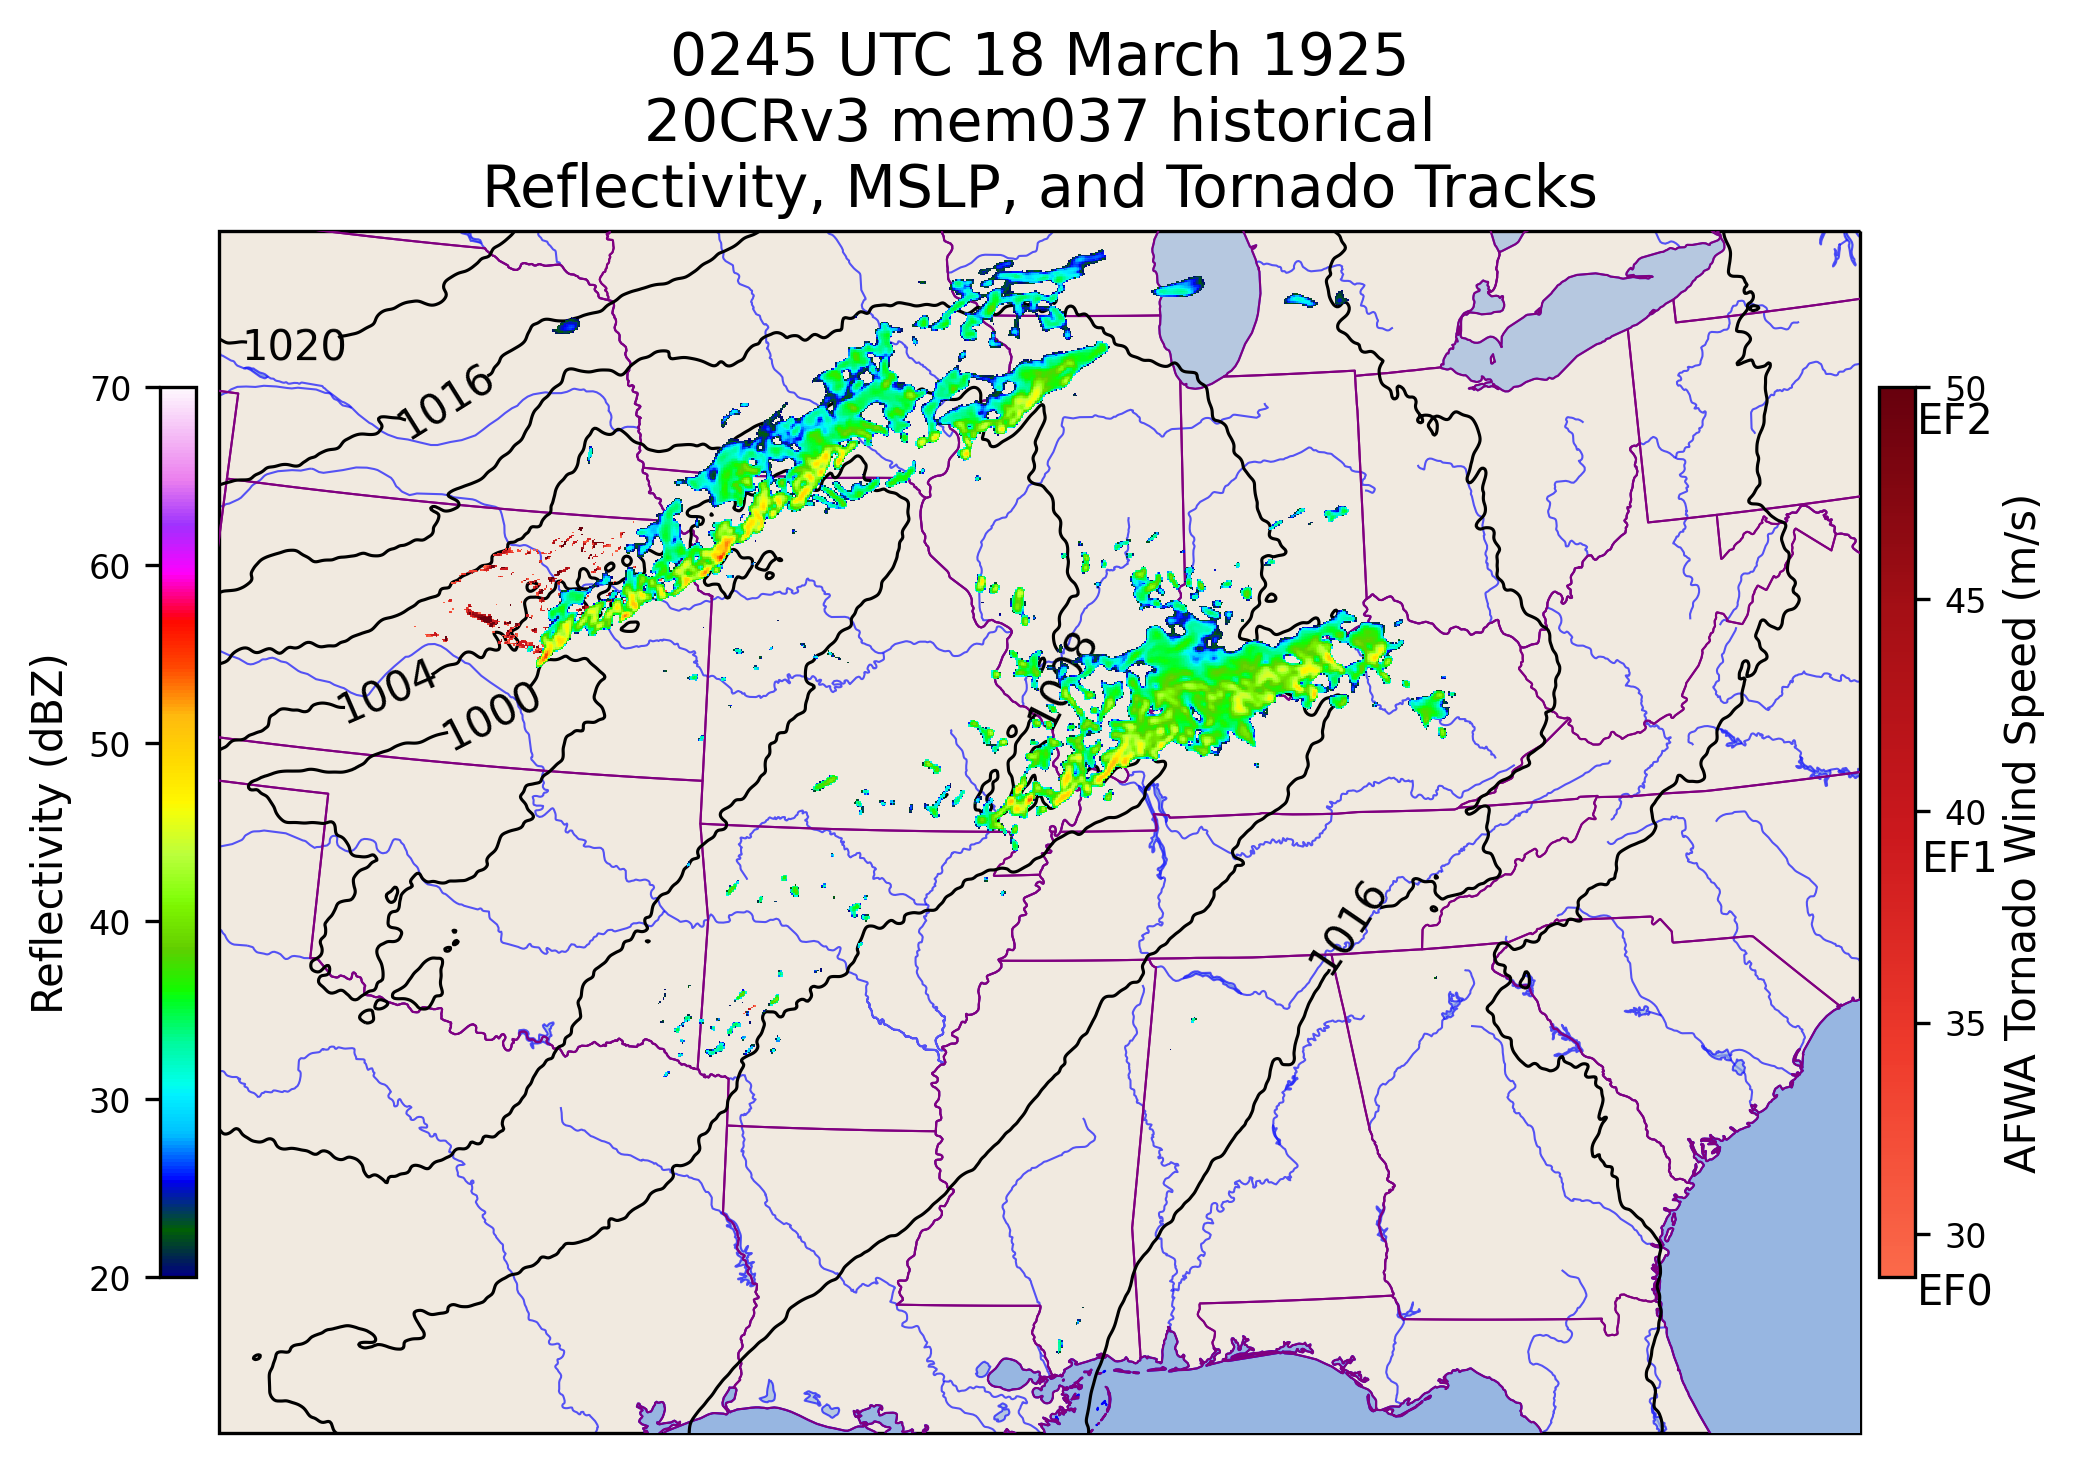 0245 UTC 18 March 1925
20CRv3 mem037 historical
Reflectivity, MSLP, and Tornado Tracks
1020
1016
1004
1000
1008
1016
70
60
50
40
30
20
Reflectivity (dBZ)
50
EF2
45
40
EF1
35
30
EF0
AFWA Tornado Wind Speed (m/s)